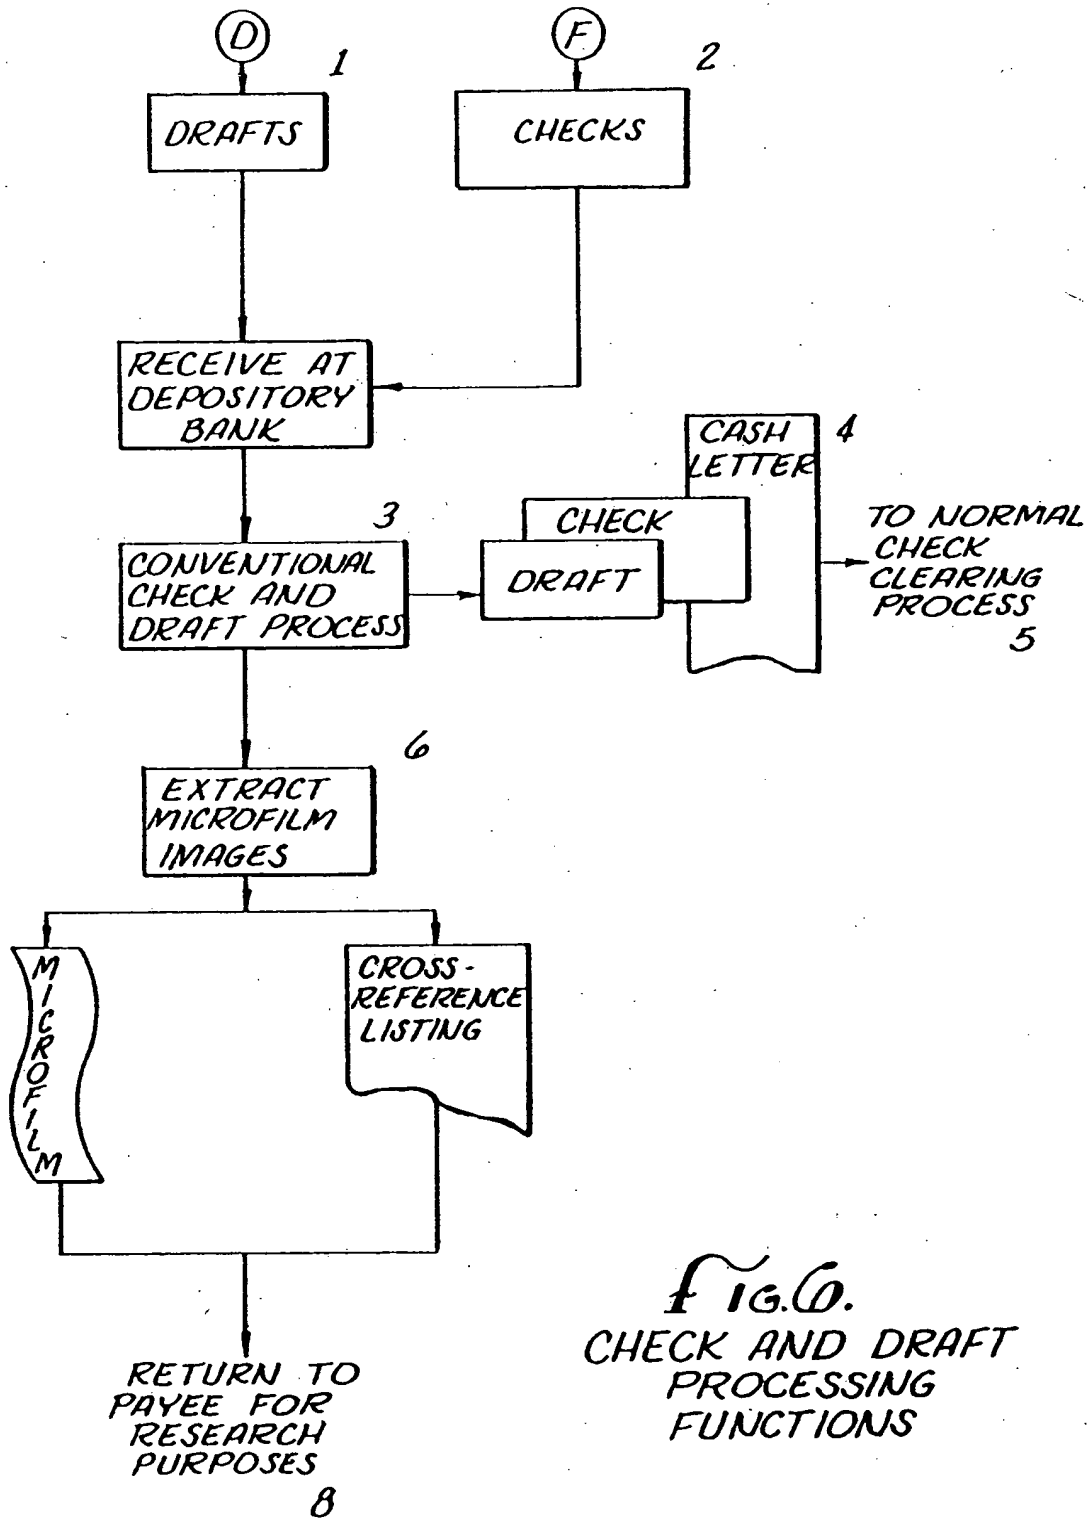 D
F
1
2
DRAFTS
CHECKS
RECEIVE AT
DEPOSITORY
BANK
3
CONVENTIONAL
CHECK AND
DRAFT PROCESS
CASH
LETTER
4
CHECK
DRAFT
TO NORMAL
CHECK
CLEARING
PROCESS
5
6
EXTRACT
MICROFILM
IMAGES
MICROFILM
CROSS-
REFERENCE
LISTING
RETURN TO
PAYEE FOR
RESEARCH
PURPOSES
8
FIG.6.
CHECK AND DRAFT
PROCESSING
FUNCTIONS